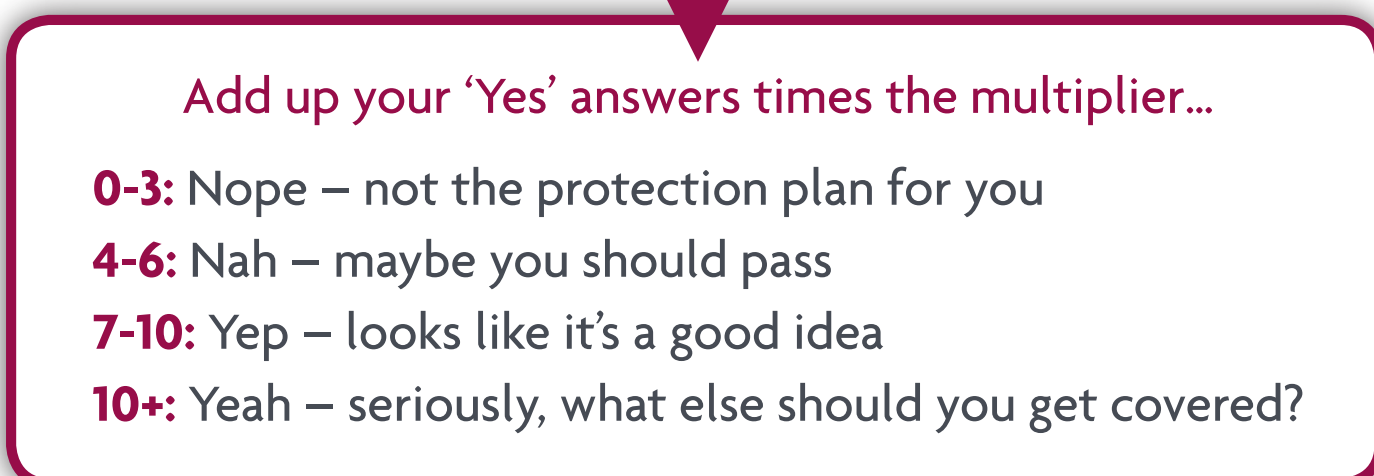 Add up your ‘Yes’ answers times the multiplier...
0-3: Nope – not the protection plan for you
4-6: Nah – maybe you should pass
7-10: Yep – looks like it’s a good idea
10+: Yeah – seriously, what else should you get covered?